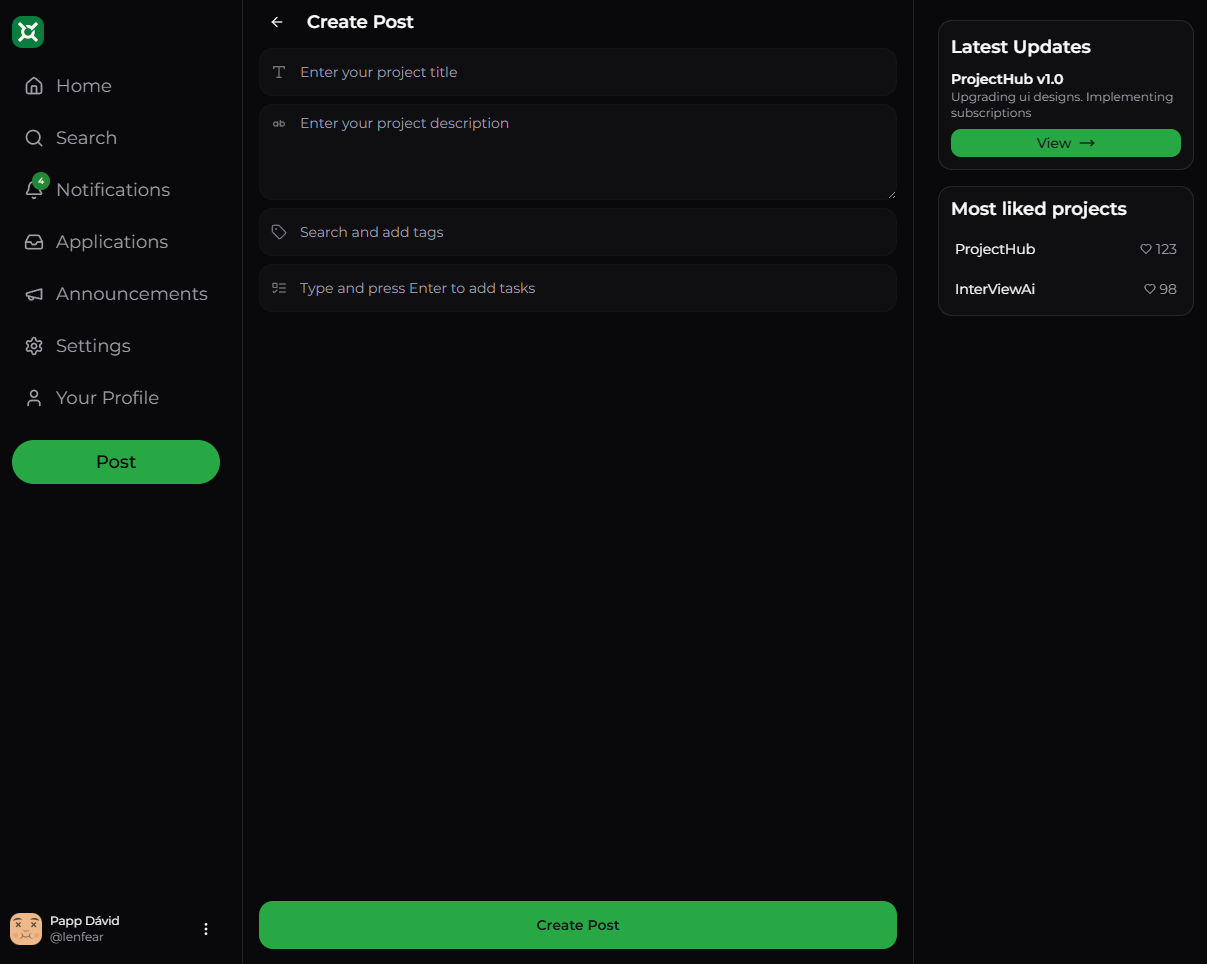 Home
Search
4
Notifications
Applications
Announcements
Settings
Your Profile
Post
Papp Dávid
@lenfear
Create Post
Enter your project title
ab
Enter your project description
Search and add tags
Type and press Enter to add tasks
Create Post
Latest Updates
ProjectHub v1.0
Upgrading ui designs. Implementing
subscriptions
View →
Most liked projects
ProjectHub 123
InterViewAi 98